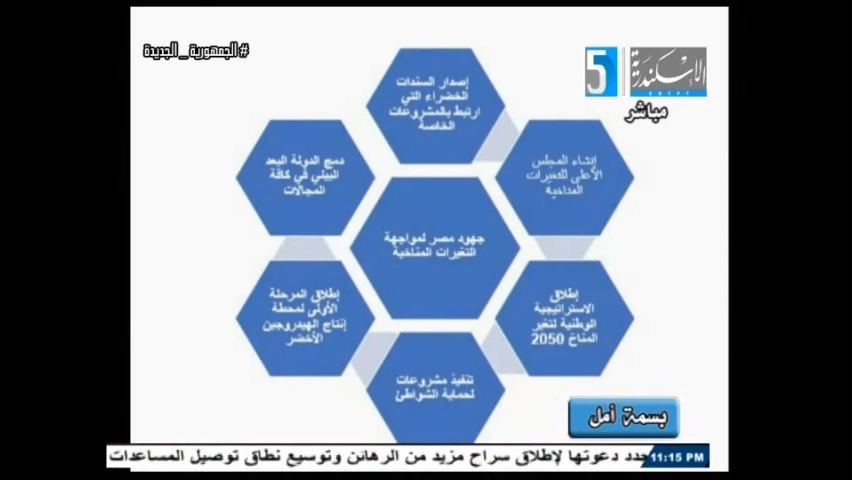 #الجمهورية_الجديدة
5
الإسكندرية
EGYPT
مباشر
إصدار السندات
الخضراء التي
ارتبط بالمشروعات
الخاصة
إنشاء المجلس
الأعلى للتغيرات
المناخية
إطلاق
الاستراتيجية
الوطنية لتغير
المناخ 2050
تنفيذ مشروعات
لحماية الشواطئ
إطلاق المرحلة
الأولى لمحطة
إنتاج الهيدروجين
الأخضر
دمج الدولة البعد
البيئي في كافة
المجالات
جهود مصر لمواجهة
التغيرات المناخية
بسمة أمل
11:15 PM
جدد دعوتها لإطلاق سراح مزيد من الرهائن وتوسيع نطاق توصيل المساعدات